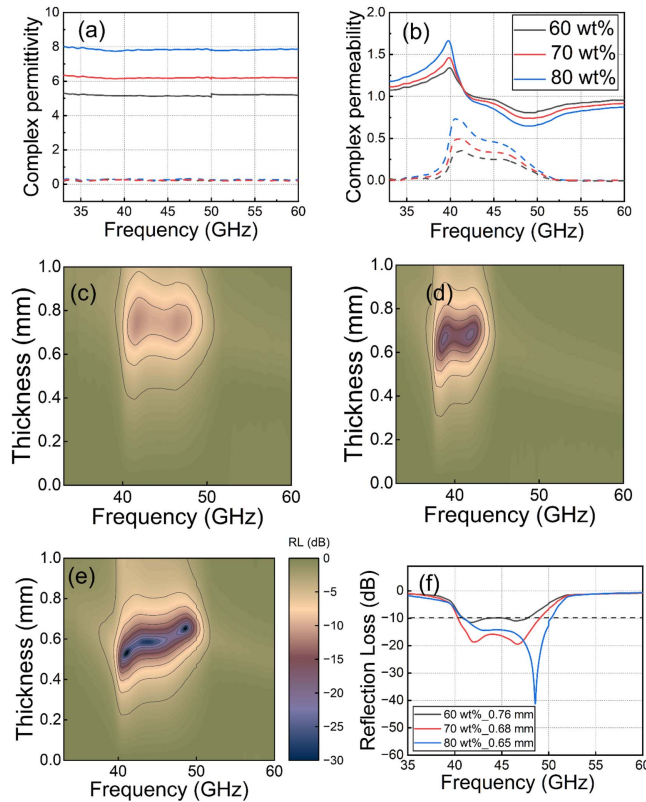 (a)
Complex permittivity
10
8
6
4
2
0
35 40 45 50 55 60
Frequency (GHz)
(b)
60 wt%
70 wt%
80 wt%
Complex permeability
2.0
1.5
1.0
0.5
0.0
35 40 45 50 55 60
Frequency (GHz)
(c)
Thickness (mm)
1.0
0.8
0.6
0.4
0.2
0.0
40 50 60
Frequency (GHz)
(d)
Thickness (mm)
1.0
0.8
0.6
0.4
0.2
0.0
40 50 60
Frequency (GHz)
(e)
Thickness (mm)
1.0
0.8
0.6
0.4
0.2
0.0
40 50 60
Frequency (GHz)
RL (dB)
0
−5
−10
−15
−20
−25
−30
(f)
Reflection Loss (dB)
0
−10
−20
−30
−40
−50
−60
60 wt%_0.76 mm
70 wt%_0.68 mm
80 wt%_0.65 mm
35 40 45 50 55 60
Frequency (GHz)